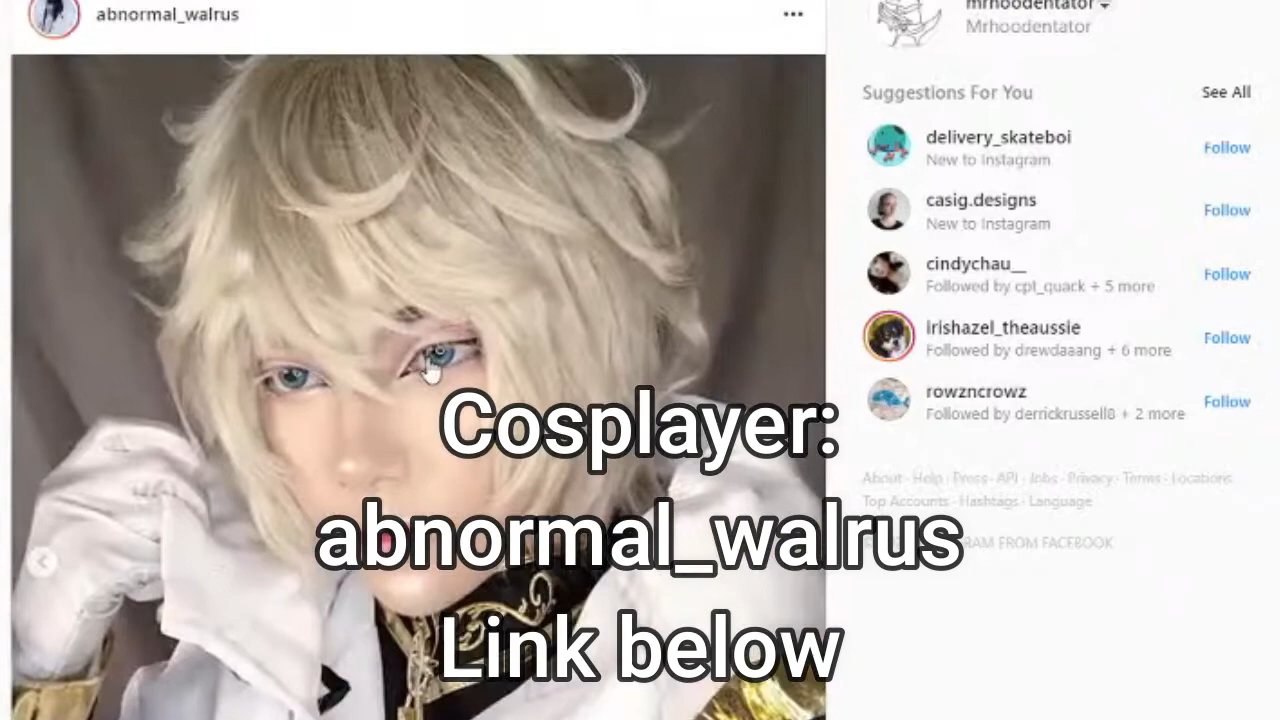 abnormal_walrus
mrhoodentator
Mrhoodentator
Suggestions For You
See All
delivery_skateboi
New to Instagram
Follow
casig.designs
New to Instagram
Follow
cindychau__
Followed by cpt_quack + 5 more
Follow
irishazel_theaussie
Followed by drewdaaang + 6 more
Follow
rowzncrowz
Followed by derrickrussell8 + 2 more
Follow
About · Help · Press · API · Jobs · Privacy · Terms · Locations
Top Accounts · Hashtags · Language
FROM FACEBOOK
Cosplayer:
abnormal_walrus
Link below